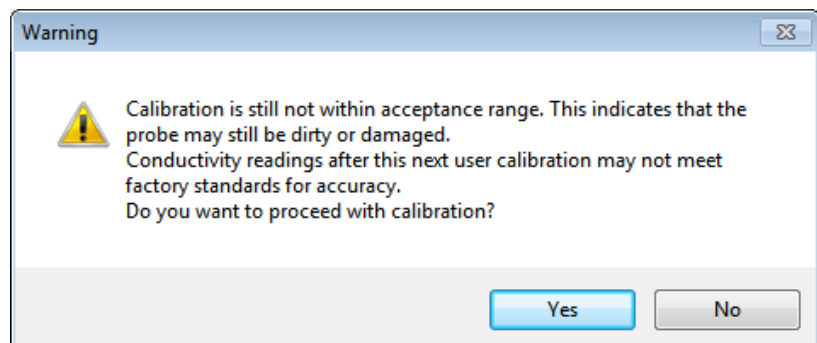 Warning
Calibration is still not within acceptance range. This indicates that the
probe may still be dirty or damaged.
Conductivity readings after this next user calibration may not meet
factory standards for accuracy.
Do you want to proceed with calibration?
Yes
No